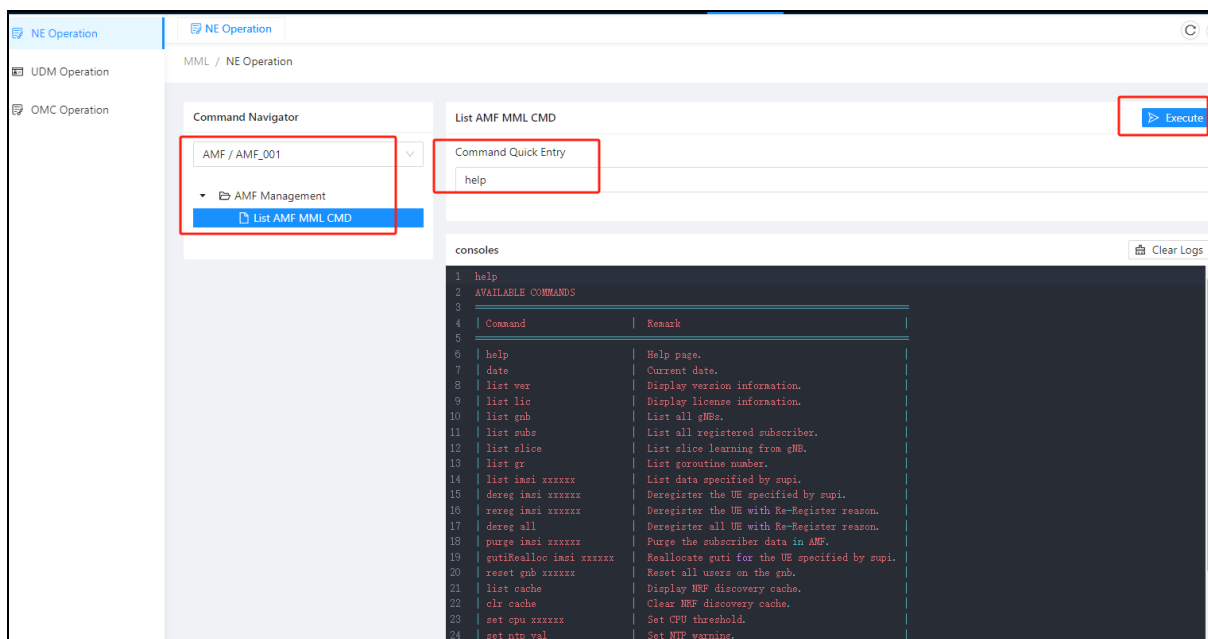 NE Operation
UDM Operation
OMC Operation
NE Operation
MML / NE Operation
Command Navigator
AMF / AMF_001
AMF Management
List AMF MML CMD
List AMF MML CMD
Execute
Command Quick Entry
help
consoles
Clear Logs
1 help
2 AVAILABLE COMMANDS
3
4 | Command | Remark |
5
6 | help | Help page. |
7 | date | Current date. |
8 | list ver | Display version information. |
9 | list lic | Display license information. |
10 | list gnb | List all gNBs. |
11 | list subs | List all registered subscriber. |
12 | list slice | List slice learning from gNB. |
13 | list gr | List goroutine number. |
14 | list imsi xxxxxx | List data specified by supi. |
15 | dereg imsi xxxxxx | Deregister the UE specified by supi. |
16 | rereg imsi xxxxxx | Deregister the UE with Re-Register reason. |
17 | dereg all | Deregister all UE with Re-Register reason. |
18 | purge imsi xxxxxx | Purge the subscriber data in AMF. |
19 | gutiRealloc imsi xxxxxx | Reallocate guti for the UE specified by supi. |
20 | reset gnb xxxxxx | Reset all users on the gnb. |
21 | list cache | Display NRF discovery cache. |
22 | clr cache | Clear NRF discovery cache. |
23 | set cpu xxxxxx | Set CPU threshold. |
24 | set ntp val | Set NTP warning. |